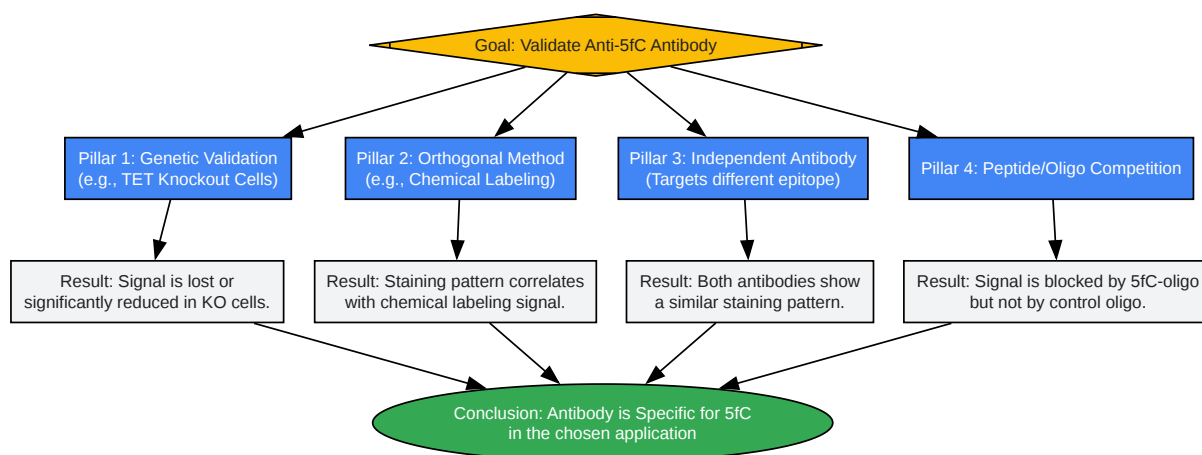 Goal: Validate Anti-5fC Antibody
Pillar 1: Genetic Validation
(e.g., TET Knockout Cells)
Pillar 2: Orthogonal Method
(e.g., Chemical Labeling)
Pillar 3: Independent Antibody
(Targets different epitope)
Pillar 4: Peptide/Oligo Competition
Result: Signal is lost or
significantly reduced in KO cells.
Result: Staining pattern correlates
with chemical labeling signal.
Result: Both antibodies show
a similar staining pattern.
Result: Signal is blocked by 5fC-oligo
but not by control oligo.
Conclusion: Antibody is Specific for 5fC
in the chosen application